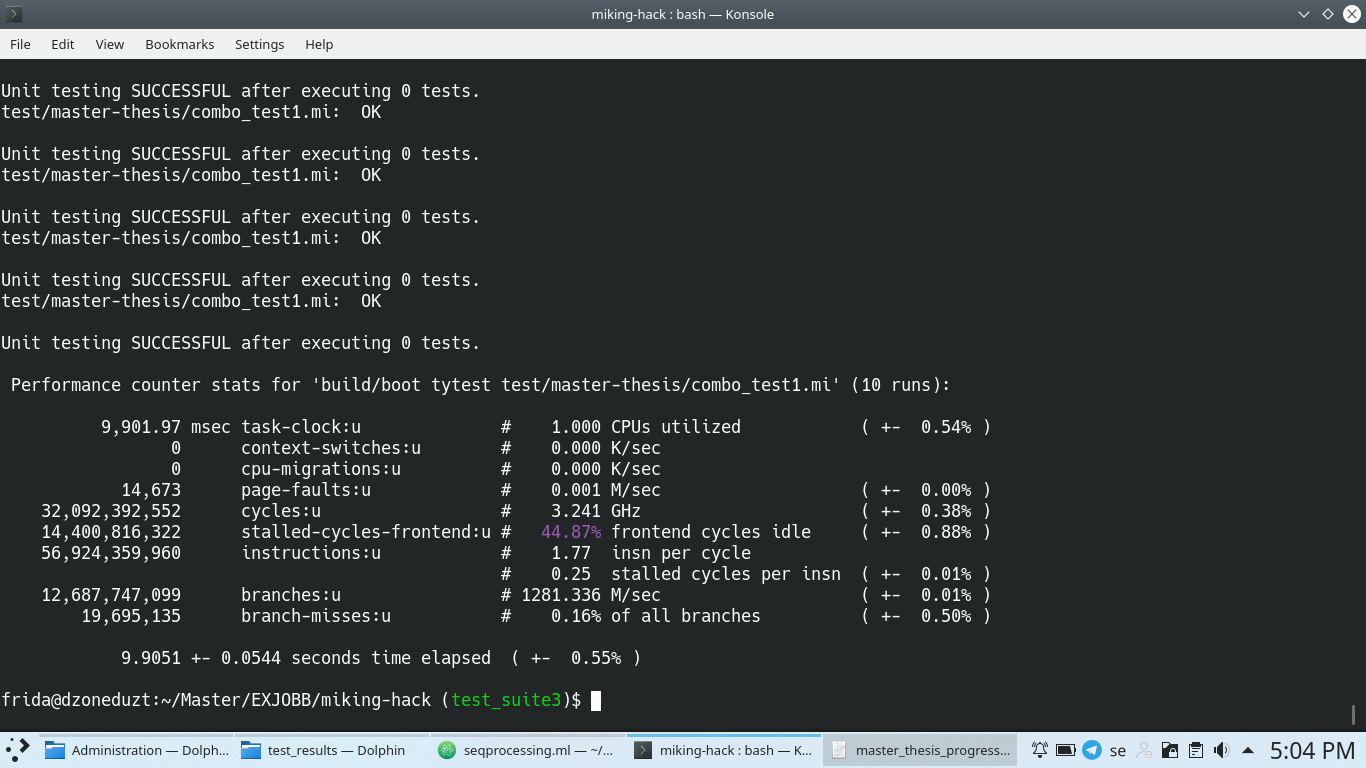 miking-hack : bash — Konsole
File Edit View Bookmarks Settings Help
Unit testing SUCCESSFUL after executing 0 tests.
test/master-thesis/combo_test1.mi:  OK
Unit testing SUCCESSFUL after executing 0 tests.
test/master-thesis/combo_test1.mi:  OK
Unit testing SUCCESSFUL after executing 0 tests.
test/master-thesis/combo_test1.mi:  OK
Unit testing SUCCESSFUL after executing 0 tests.
test/master-thesis/combo_test1.mi:  OK
Unit testing SUCCESSFUL after executing 0 tests.
Performance counter stats for 'build/boot tytest test/master-thesis/combo_test1.mi' (10 runs):
9,901.97 msec task-clock:u # 1.000 CPUs utilized ( +- 0.54% )
0 context-switches:u # 0.000 K/sec
0 cpu-migrations:u # 0.000 K/sec
14,673 page-faults:u # 0.001 M/sec ( +- 0.00% )
32,092,392,552 cycles:u # 3.241 GHz ( +- 0.38% )
14,400,816,322 stalled-cycles-frontend:u # 44.87% frontend cycles idle ( +- 0.88% )
56,924,359,960 instructions:u # 1.77 insn per cycle
# 0.25 stalled cycles per insn ( +- 0.01% )
12,687,747,099 branches:u # 1281.336 M/sec ( +- 0.01% )
19,695,135 branch-misses:u # 0.16% of all branches ( +- 0.50% )
9.9051 +- 0.0544 seconds time elapsed ( +- 0.55% )
frida@dzoneduzt:~/Master/EXJOBB/miking-hack (test_suite3)$
Administration — Dolph... test_results — Dolphin seqprocessing.ml — ~/... miking-hack : bash — K... master_thesis_progress... se 5:04 PM